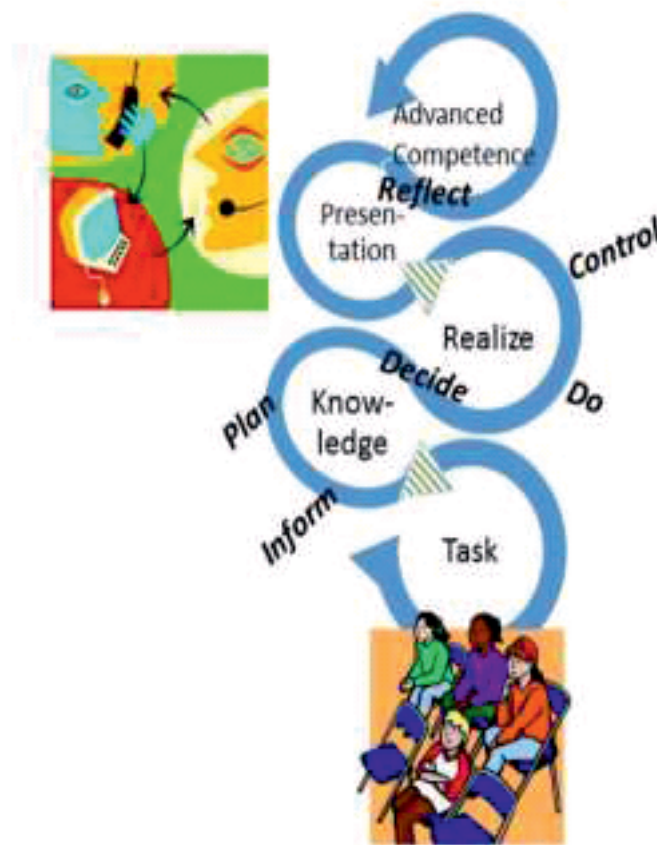 Advanced
Competence
Reflect
Presen-
tation
Control
Realize
Decide
Do
Know-
ledge
Plan
Inform
Task